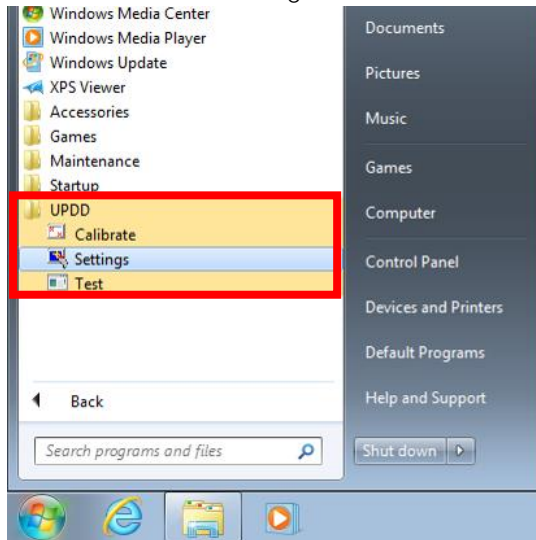 Windows Media Center
Windows Media Player
Windows Update
XPS Viewer
Accessories
Games
Maintenance
Startup
UPDD
Calibrate
Settings
Test
Back
Search programs and files
Documents
Pictures
Music
Games
Computer
Control Panel
Devices and Printers
Default Programs
Help and Support
Shut down